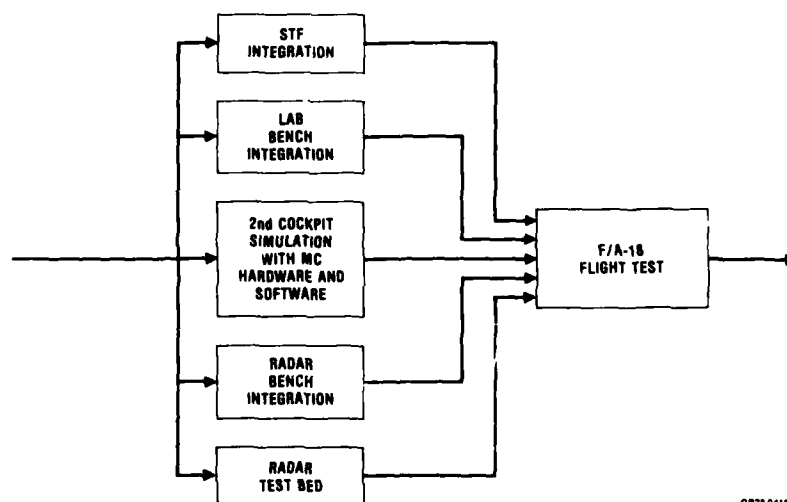 STF
INTEGRATION
LAB
BENCH
INTEGRATION
2nd COCKPIT
SIMULATION
WITH MC
HARDWARE AND
SOFTWARE
F/A-18
FLIGHT TEST
RADAR
BENCH
INTEGRATION
RADAR
TEST BED